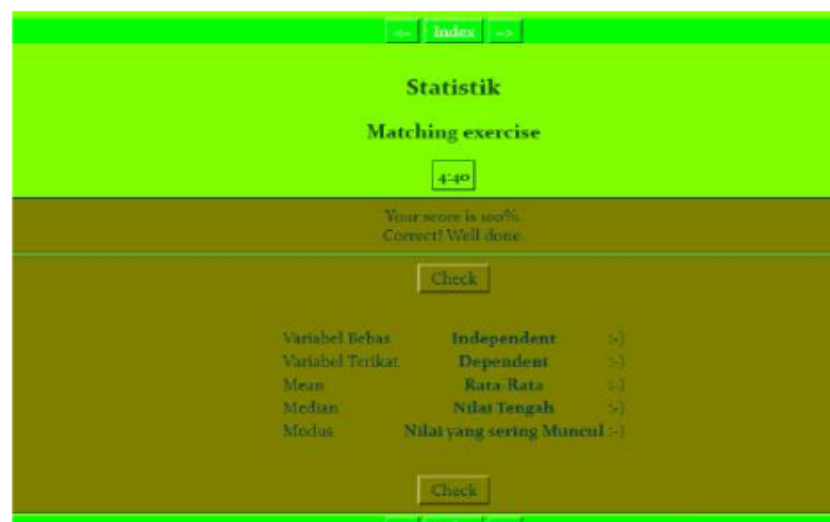 <= Index =>
Statistik
Matching exercise
4:40
Your score is 100%.
Correct! Well done.
Check
Variabel Bebas Independent :-)
Variabel Terikat Dependent :-)
Mean Rata-Rata :-)
Median Nilai Tengah :-)
Modus Nilai yang sering Muncul :-)
Check